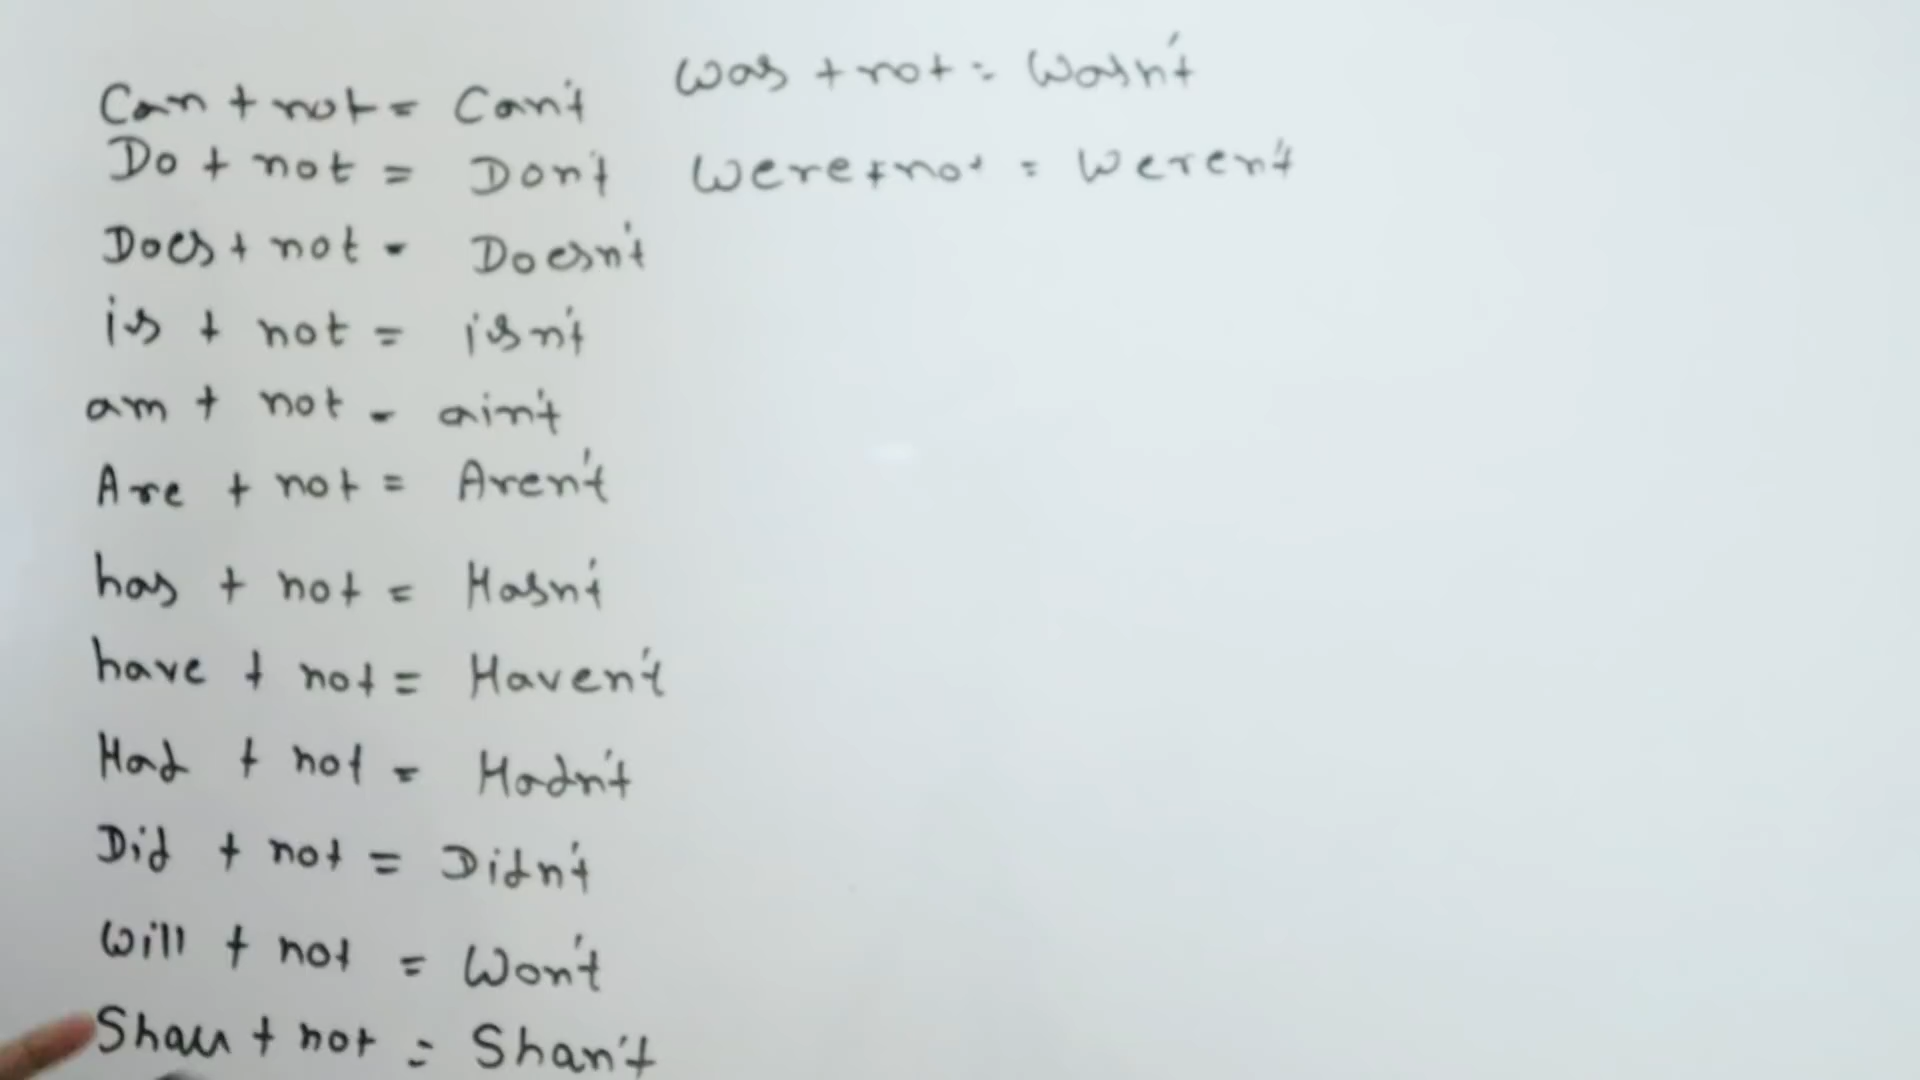 Can + not = Can't
Do + not = Don't
Does + not = Doesn't
is + not = isn't
am + not = ain't
Are + not = Aren't
has + not = Hasn't
have + not = Haven't
Had + not = Hadn't
Did + not = Didn't
Will + not = Won't
Shall + not = Shan't
Was + not = Wasn't
Were + not = Weren't